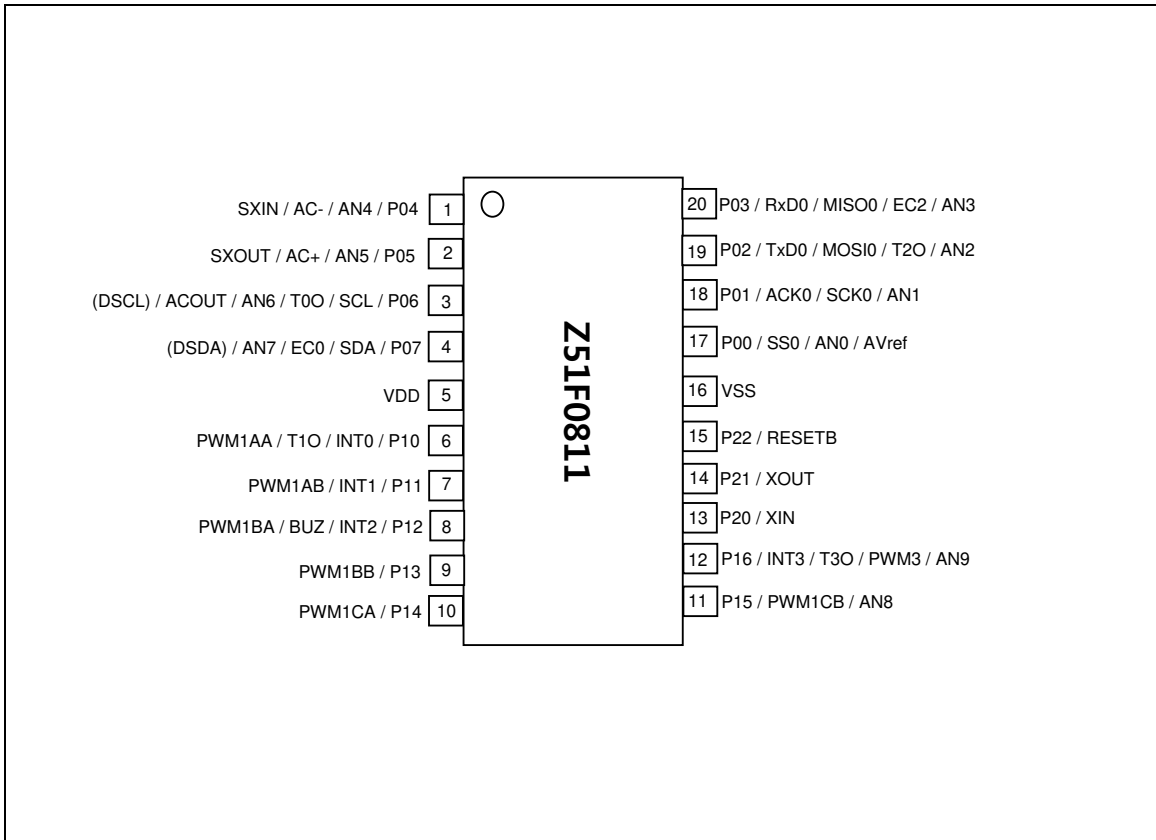 SXIN / AC- / AN4 / P04 1
SXOUT / AC+ / AN5 / P05 2
(DSCL) / ACOUT / AN6 / T0O / SCL / P06 3
(DSDA) / AN7 / EC0 / SDA / P07 4
VDD 5
PWM1AA / T1O / INT0 / P10 6
PWM1AB / INT1 / P11 7
PWM1BA / BUZ / INT2 / P12 8
PWM1BB / P13 9
PWM1CA / P14 10
Z51F0811
20 P03 / RxD0 / MISO0 / EC2 / AN3
19 P02 / TxD0 / MOSI0 / T2O / AN2
18 P01 / ACK0 / SCK0 / AN1
17 P00 / SS0 / AN0 / AVref
16 VSS
15 P22 / RESETB
14 P21 / XOUT
13 P20 / XIN
12 P16 / INT3 / T3O / PWM3 / AN9
11 P15 / PWM1CB / AN8